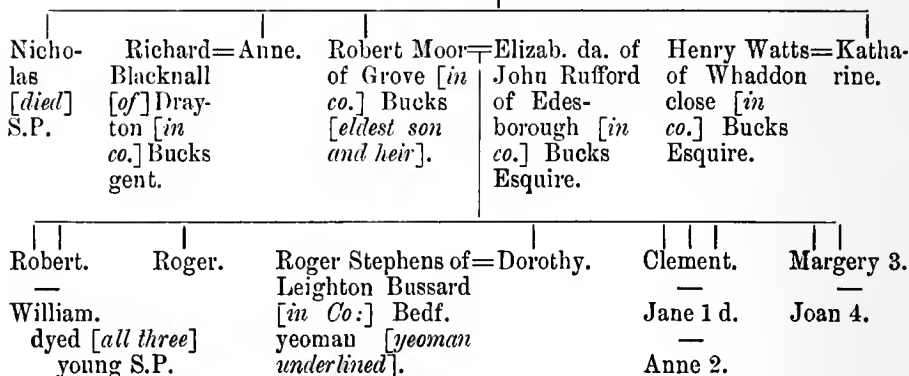 Nicho-
las
[died]
S.P.
Richard=Anne.
Blacknall
[of] Dray-
ton [in
co.] Bucks
gent.
Robert Moor=Elizab. da. of
of Grove [in
co.] Bucks
[eldest son
and heir].
John Rufford
of Edes-
borough [in
co.] Bucks
Esquire.
Henry Watts=Katha-
of Whaddon
close [in
co.] Bucks
Esquire.
rine.
Robert.
—
William.
dyed [all three]
young S.P.
Roger.
Roger Stephens of=Dorothy.
Leighton Bussard
[in Co:] Bedf.
yeoman [yeoman
underlined].
Clement.
—
Jane 1 d.
—
Anne 2.
Margery 3.
—
Joan 4.